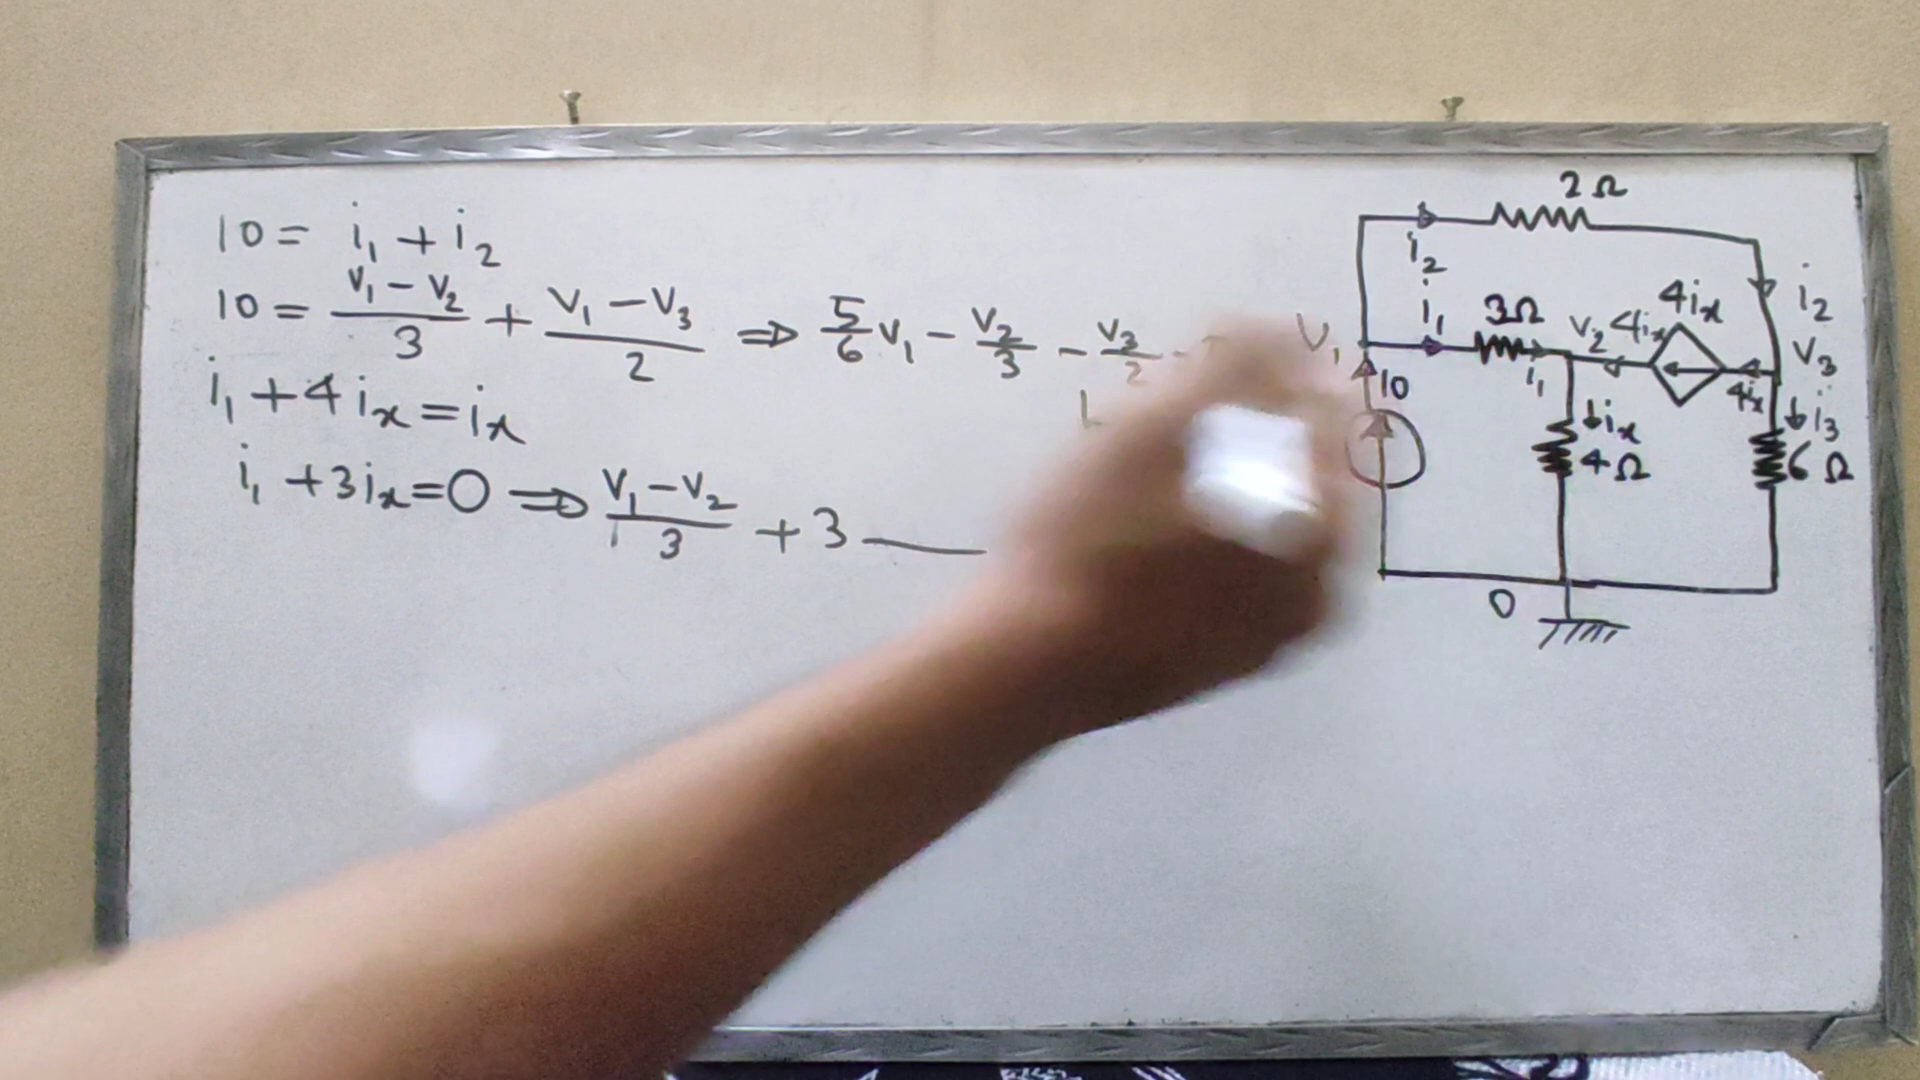 10 = i₁ + i₂
10 = (v₁ - v₂)/3 + (v₁ - v₃)/2 ⇒ 5/6 v₁ - v₂/3 - v₃/2
i₁ + 4iₓ = iₓ
i₁ + 3iₓ = 0 ⇒ (v₁ - v₂)/3 + 3
2Ω
i₂
i₂
i₁
3Ω
v₂
4iₓ
4iₓ
v₁
v₃
10
i₁
4iₓ
iₓ
4Ω
i₃
6Ω
0